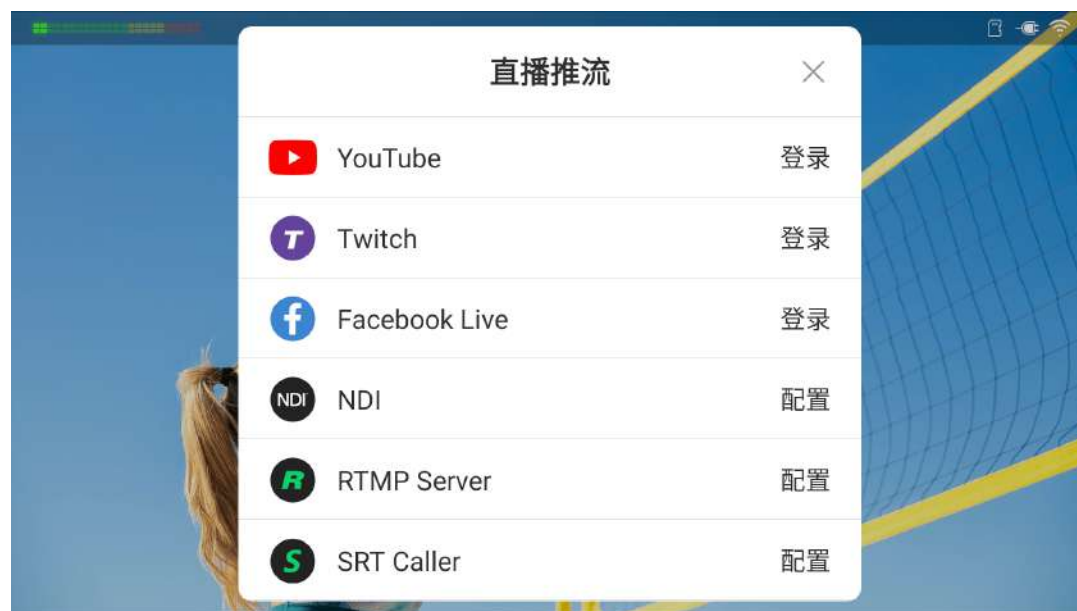 直播推流
YouTube 登录
T Twitch 登录
f Facebook Live 登录
NDI NDI 配置
R RTMP Server 配置
S SRT Caller 配置